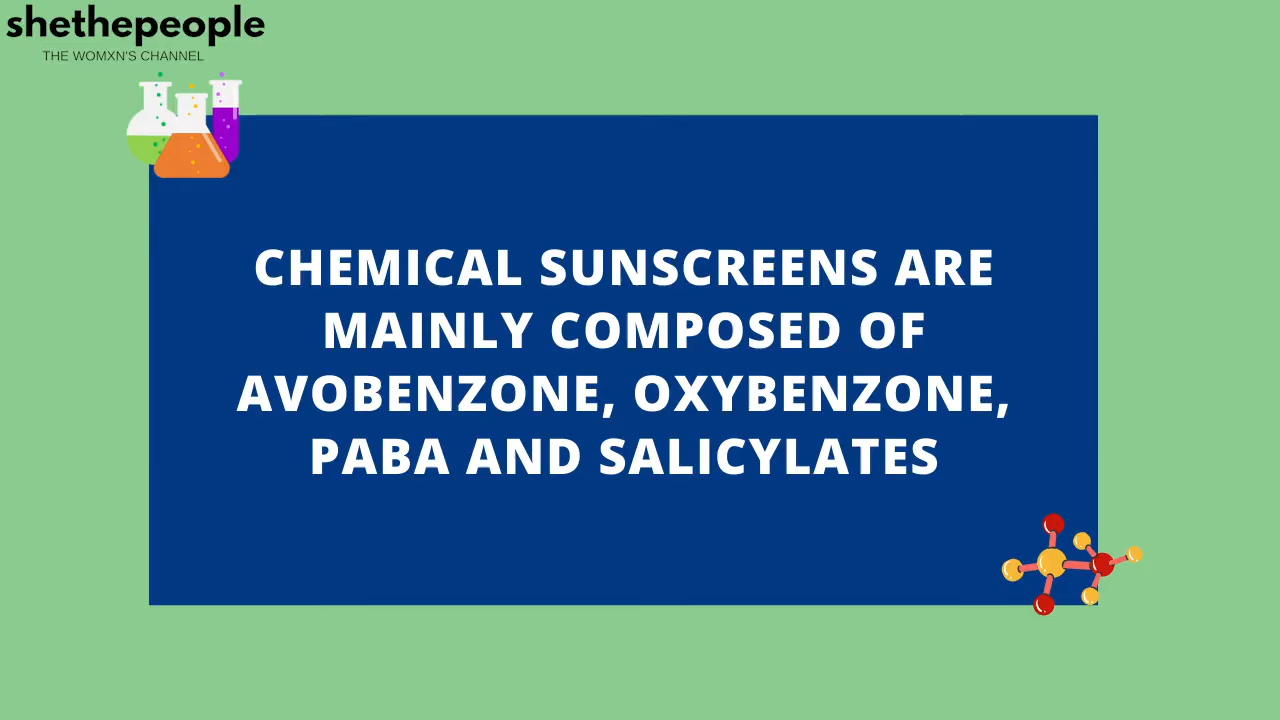 shethepeople
THE WOMXN'S CHANNEL
CHEMICAL SUNSCREENS ARE
MAINLY COMPOSED OF
AVOBENZONE, OXYBENZONE,
PABA AND SALICYLATES